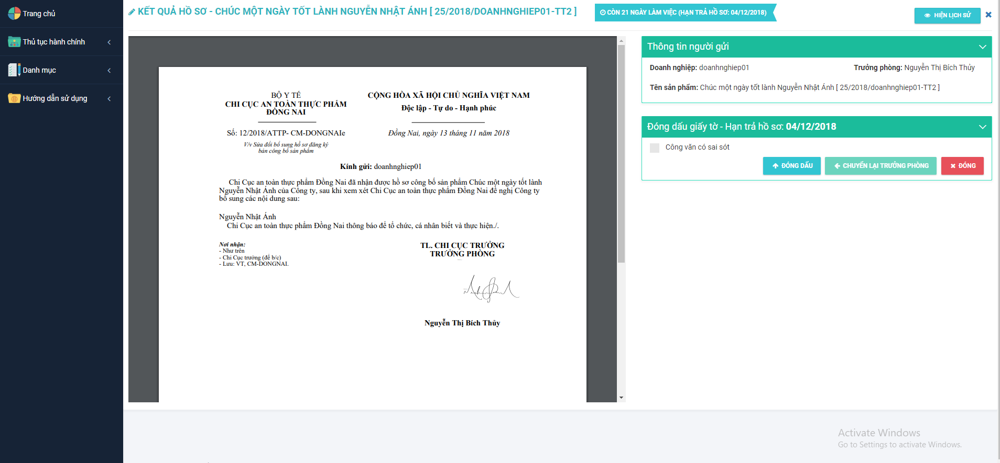 Trang chủ
Thủ tục hành chính
Danh mục
Hướng dẫn sử dụng
KẾT QUẢ HỒ SƠ - CHÚC MỘT NGÀY TỐT LÀNH NGUYỄN NHẬT ÁNH [ 25/2018/DOANHNGHIEP01-TT2 ]
CÒN 21 NGÀY LÀM VIỆC (HẠN TRẢ HỒ SƠ: 04/12/2018)
HIỆN LỊCH SỬ
BỘ Y TẾ
CHI CỤC AN TOÀN THỰC PHẨM
ĐỒNG NAI
CỘNG HÒA XÃ HỘI CHỦ NGHĨA VIỆT NAM
Độc lập - Tự do - Hạnh phúc
Số: 12/2018/ATTP- CM-DONGNAIe
Đồng Nai, ngày 13 tháng 11 năm 2018
V/v Sửa đổi bổ sung hồ sơ đăng ký
bản công bố sản phẩm
Kính gửi: doanhnghiep01
Chi Cục an toàn thực phẩm Đồng Nai đã nhận được hồ sơ công bố sản phẩm Chúc một ngày tốt lành
Nguyễn Nhật Ánh của Công ty, sau khi xem xét Chi Cục an toàn thực phẩm Đồng Nai đề nghị Công ty
bổ sung các nội dung sau:
Nguyễn Nhật Ánh
Chi Cục an toàn thực phẩm Đồng Nai thông báo để tổ chức, cá nhân biết và thực hiện./.
Nơi nhận:
- Như trên
- Chi Cục trưởng (để b/c)
- Lưu: VT, CM-DONGNAI.
TL. CHI CỤC TRƯỞNG
TRƯỞNG PHÒNG
Nguyễn Thị Bích Thủy
Thông tin người gửi
Doanh nghiệp: doanhnghiep01
Trưởng phòng: Nguyễn Thị Bích Thủy
Tên sản phẩm: Chúc một ngày tốt lành Nguyễn Nhật Ánh [ 25/2018/doanhnghiep01-TT2 ]
Đóng dấu giấy tờ - Hạn trả hồ sơ: 04/12/2018
Công văn có sai sót
ĐÓNG DẤU
CHUYỂN LẠI TRƯỞNG PHÒNG
ĐÓNG
Activate Windows
Go to Settings to activate Windows.